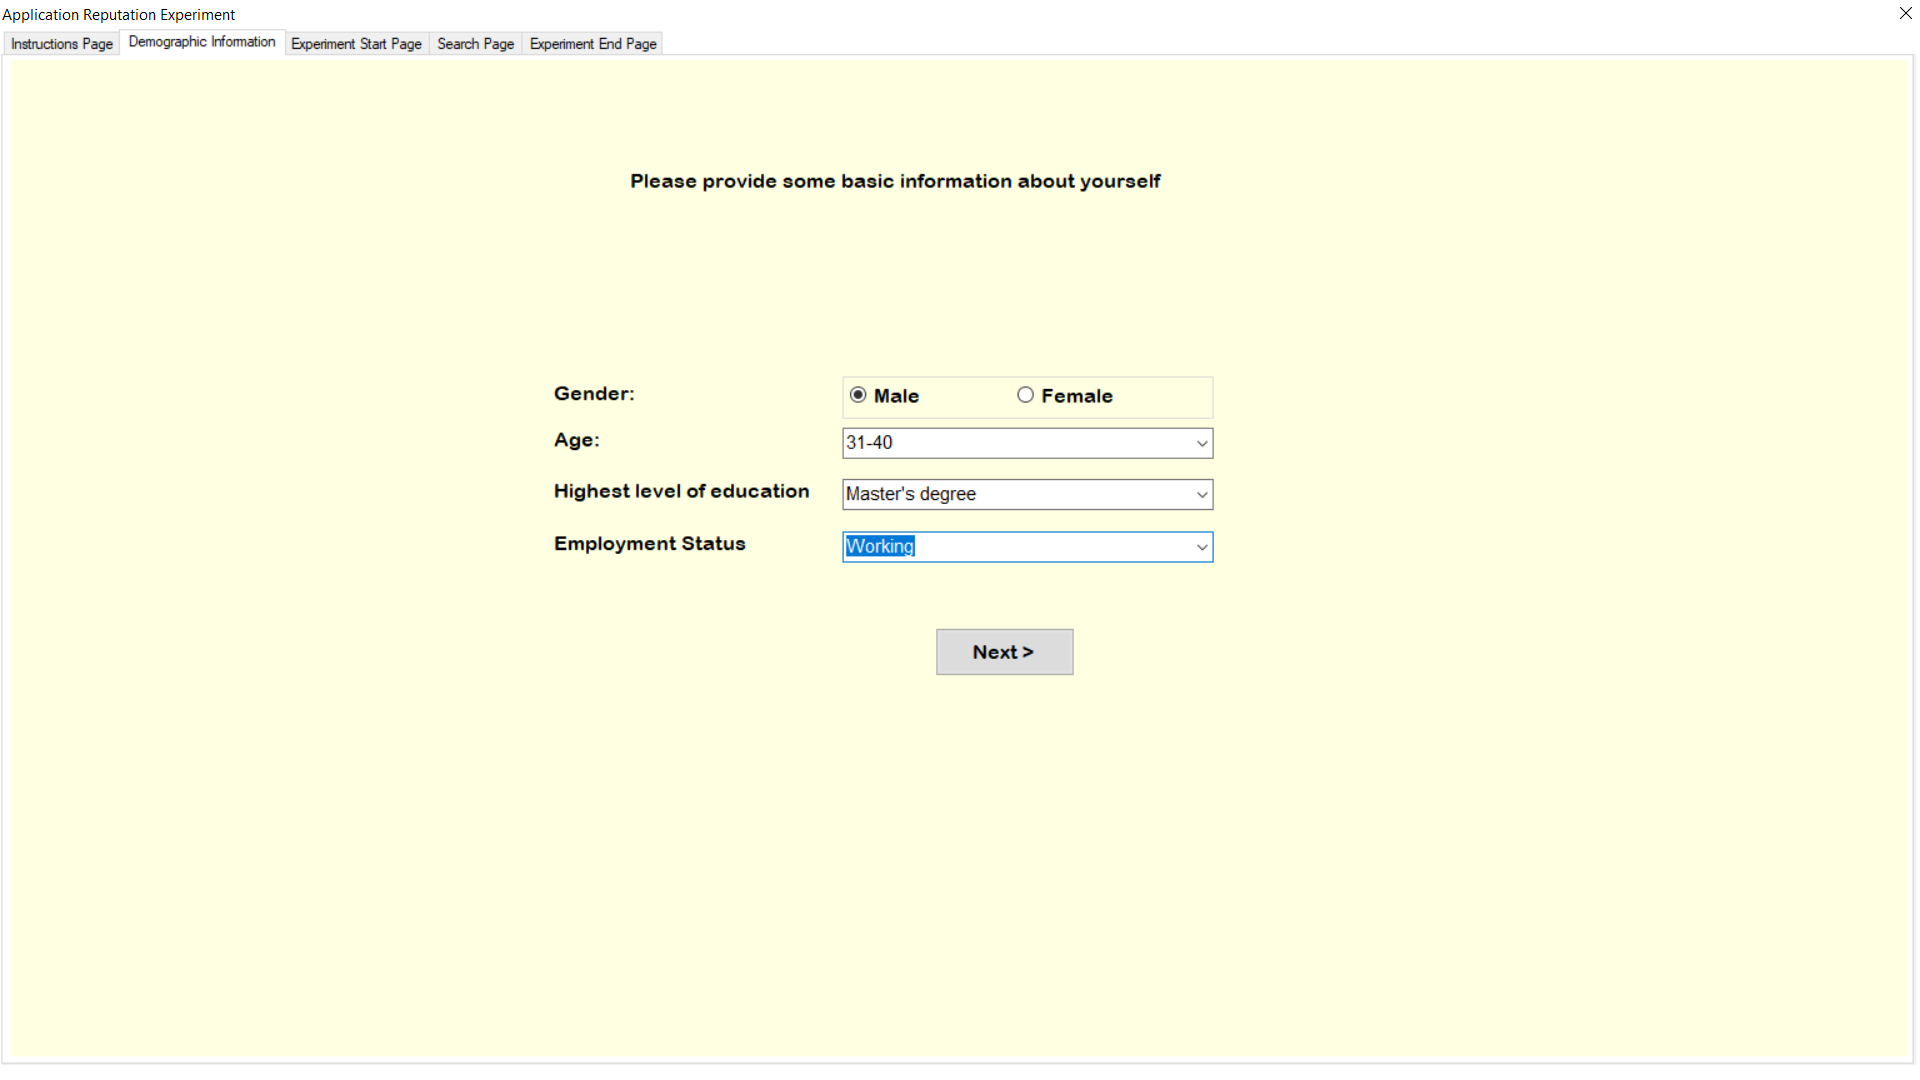 Application Reputation Experiment
Instructions Page Demographic Information Experiment Start Page Search Page Experiment End Page
Please provide some basic information about yourself
Gender: Male Female
Age: 31-40
Highest level of education Master's degree
Employment Status Working
Next >